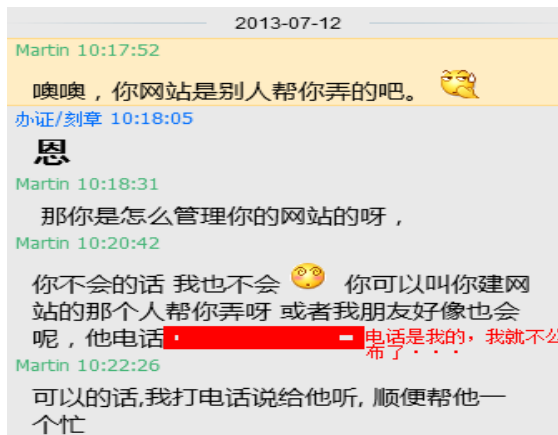 2013-07-12
Martin 10:17:52
噢噢，你网站是别人帮你弄的吧。
办证/刻章 10:18:05
恩
Martin 10:18:31
那你是怎么管理你的网站的呀，
Martin 10:20:42
你不会的话 我也不会 你可以叫你建网
站的那个人帮你弄呀 或者我朋友好像也会
呢，他电话
电话是我的，我就不公
布了・・・
Martin 10:22:26
可以的话,我打电话说给他听, 顺便帮他一
个忙